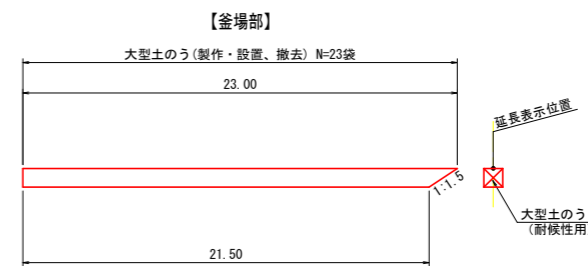 【釜場部】
大型土のう(製作・設置、撤去) N=23袋
23.00
延長表示位置
1:1.5
大型土のう
(耐候性用
21.50